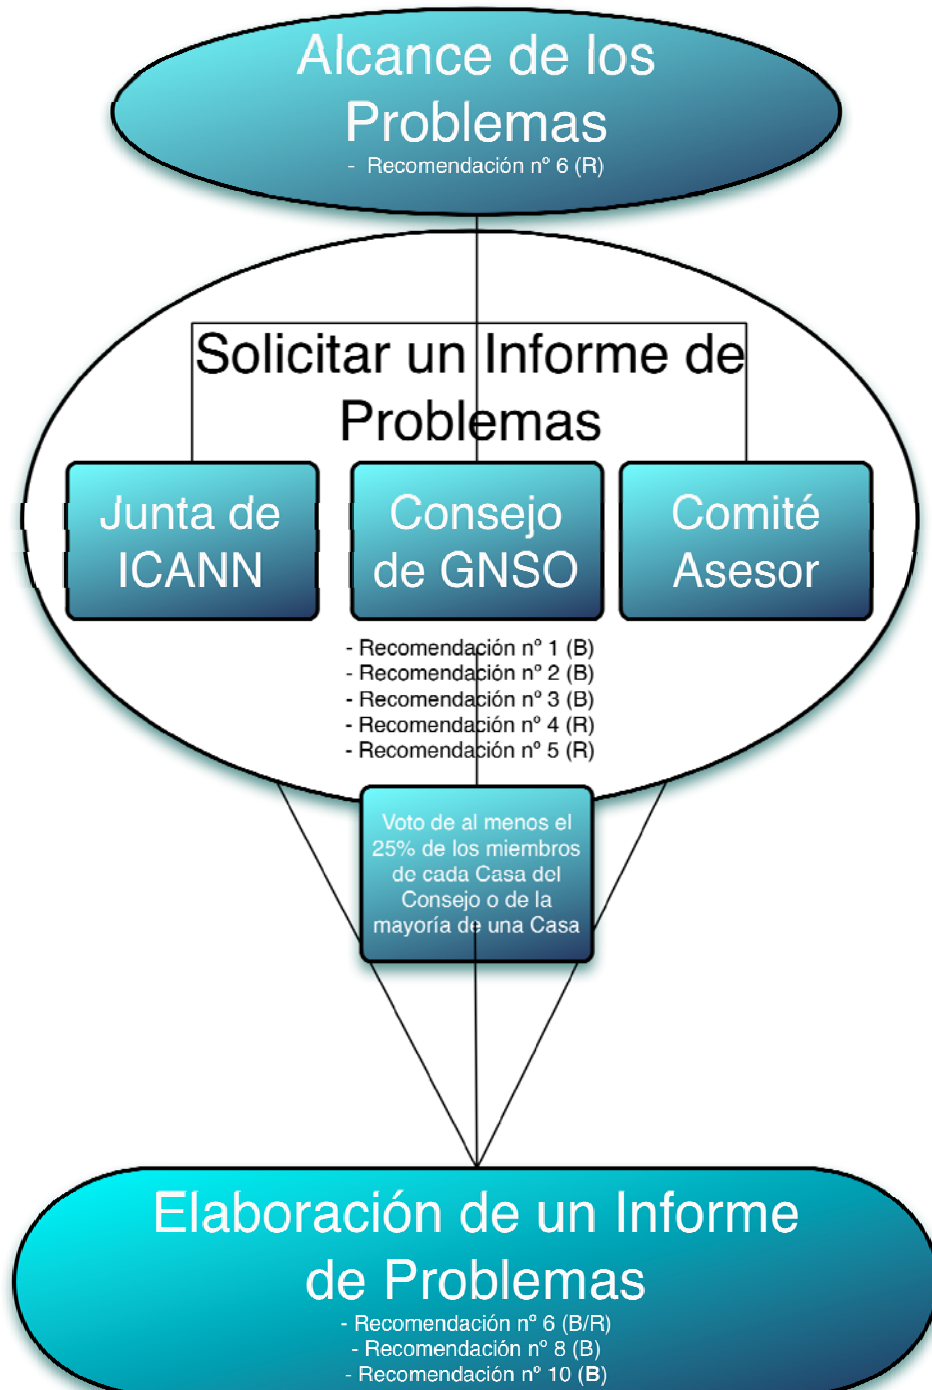 Alcance de los
Problemas
- Recomendación nº 6 (R)
Solicitar un Informe de
Problemas
Junta de
ICANN
Consejo
de GNSO
Comité
Asesor
- Recomendación nº 1 (B)
- Recomendación nº 2 (B)
- Recomendación nº 3 (B)
- Recomendación nº 4 (R)
- Recomendación nº 5 (R)
Voto de al menos el
25% de los miembros
de cada Casa del
Consejo o de la
mayoría de una Casa
Elaboración de un Informe
de Problemas
- Recomendación nº 6 (B/R)
- Recomendación nº 8 (B)
- Recomendación nº 10 (B)